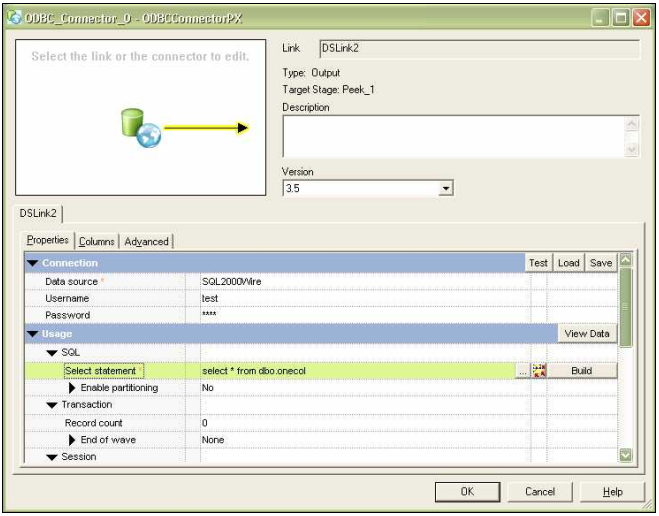 ODBC_Connector_0 - ODBCConnectorPX
Select the link or the connector to edit.
Link DSLink2
Type: Output
Target Stage: Peek_1
Description
Version
3.5
DSLink2
Properties Columns Advanced
Connection Test Load Save
Data source * SQL2000Wire
Username test
Password ****
Usage View Data
SQL
Select statement * select * from dbo.onecol ... Build
Enable partitioning No
Transaction
Record count 0
End of wave None
Session
OK Cancel Help